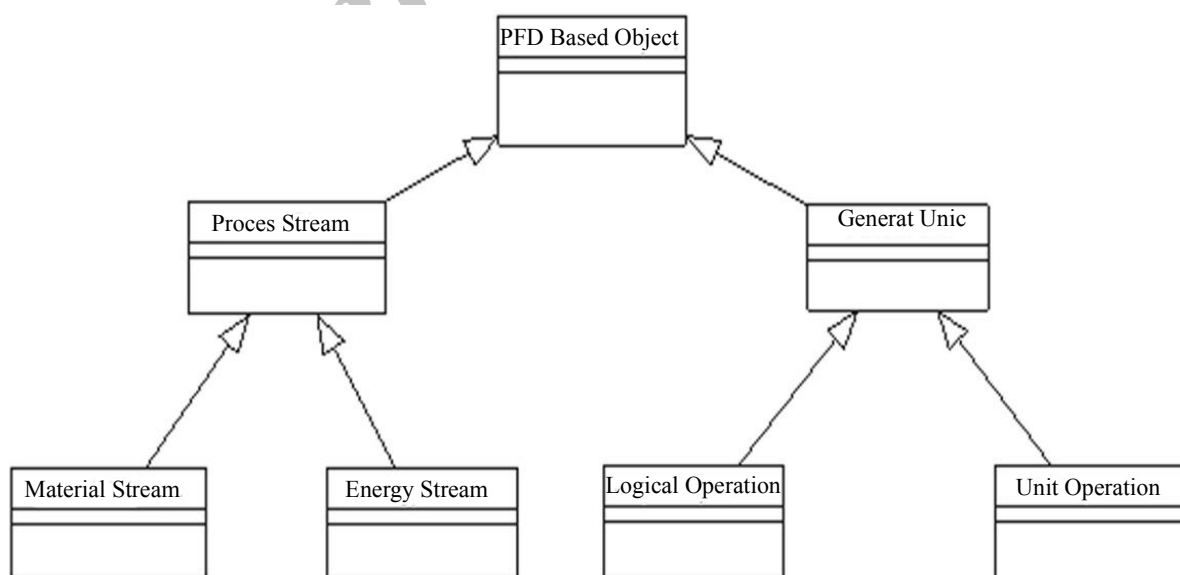 PFD Based Object
Proces Stream
Generat Unic
Material Stream
Energy Stream
Logical Operation
Unit Operation